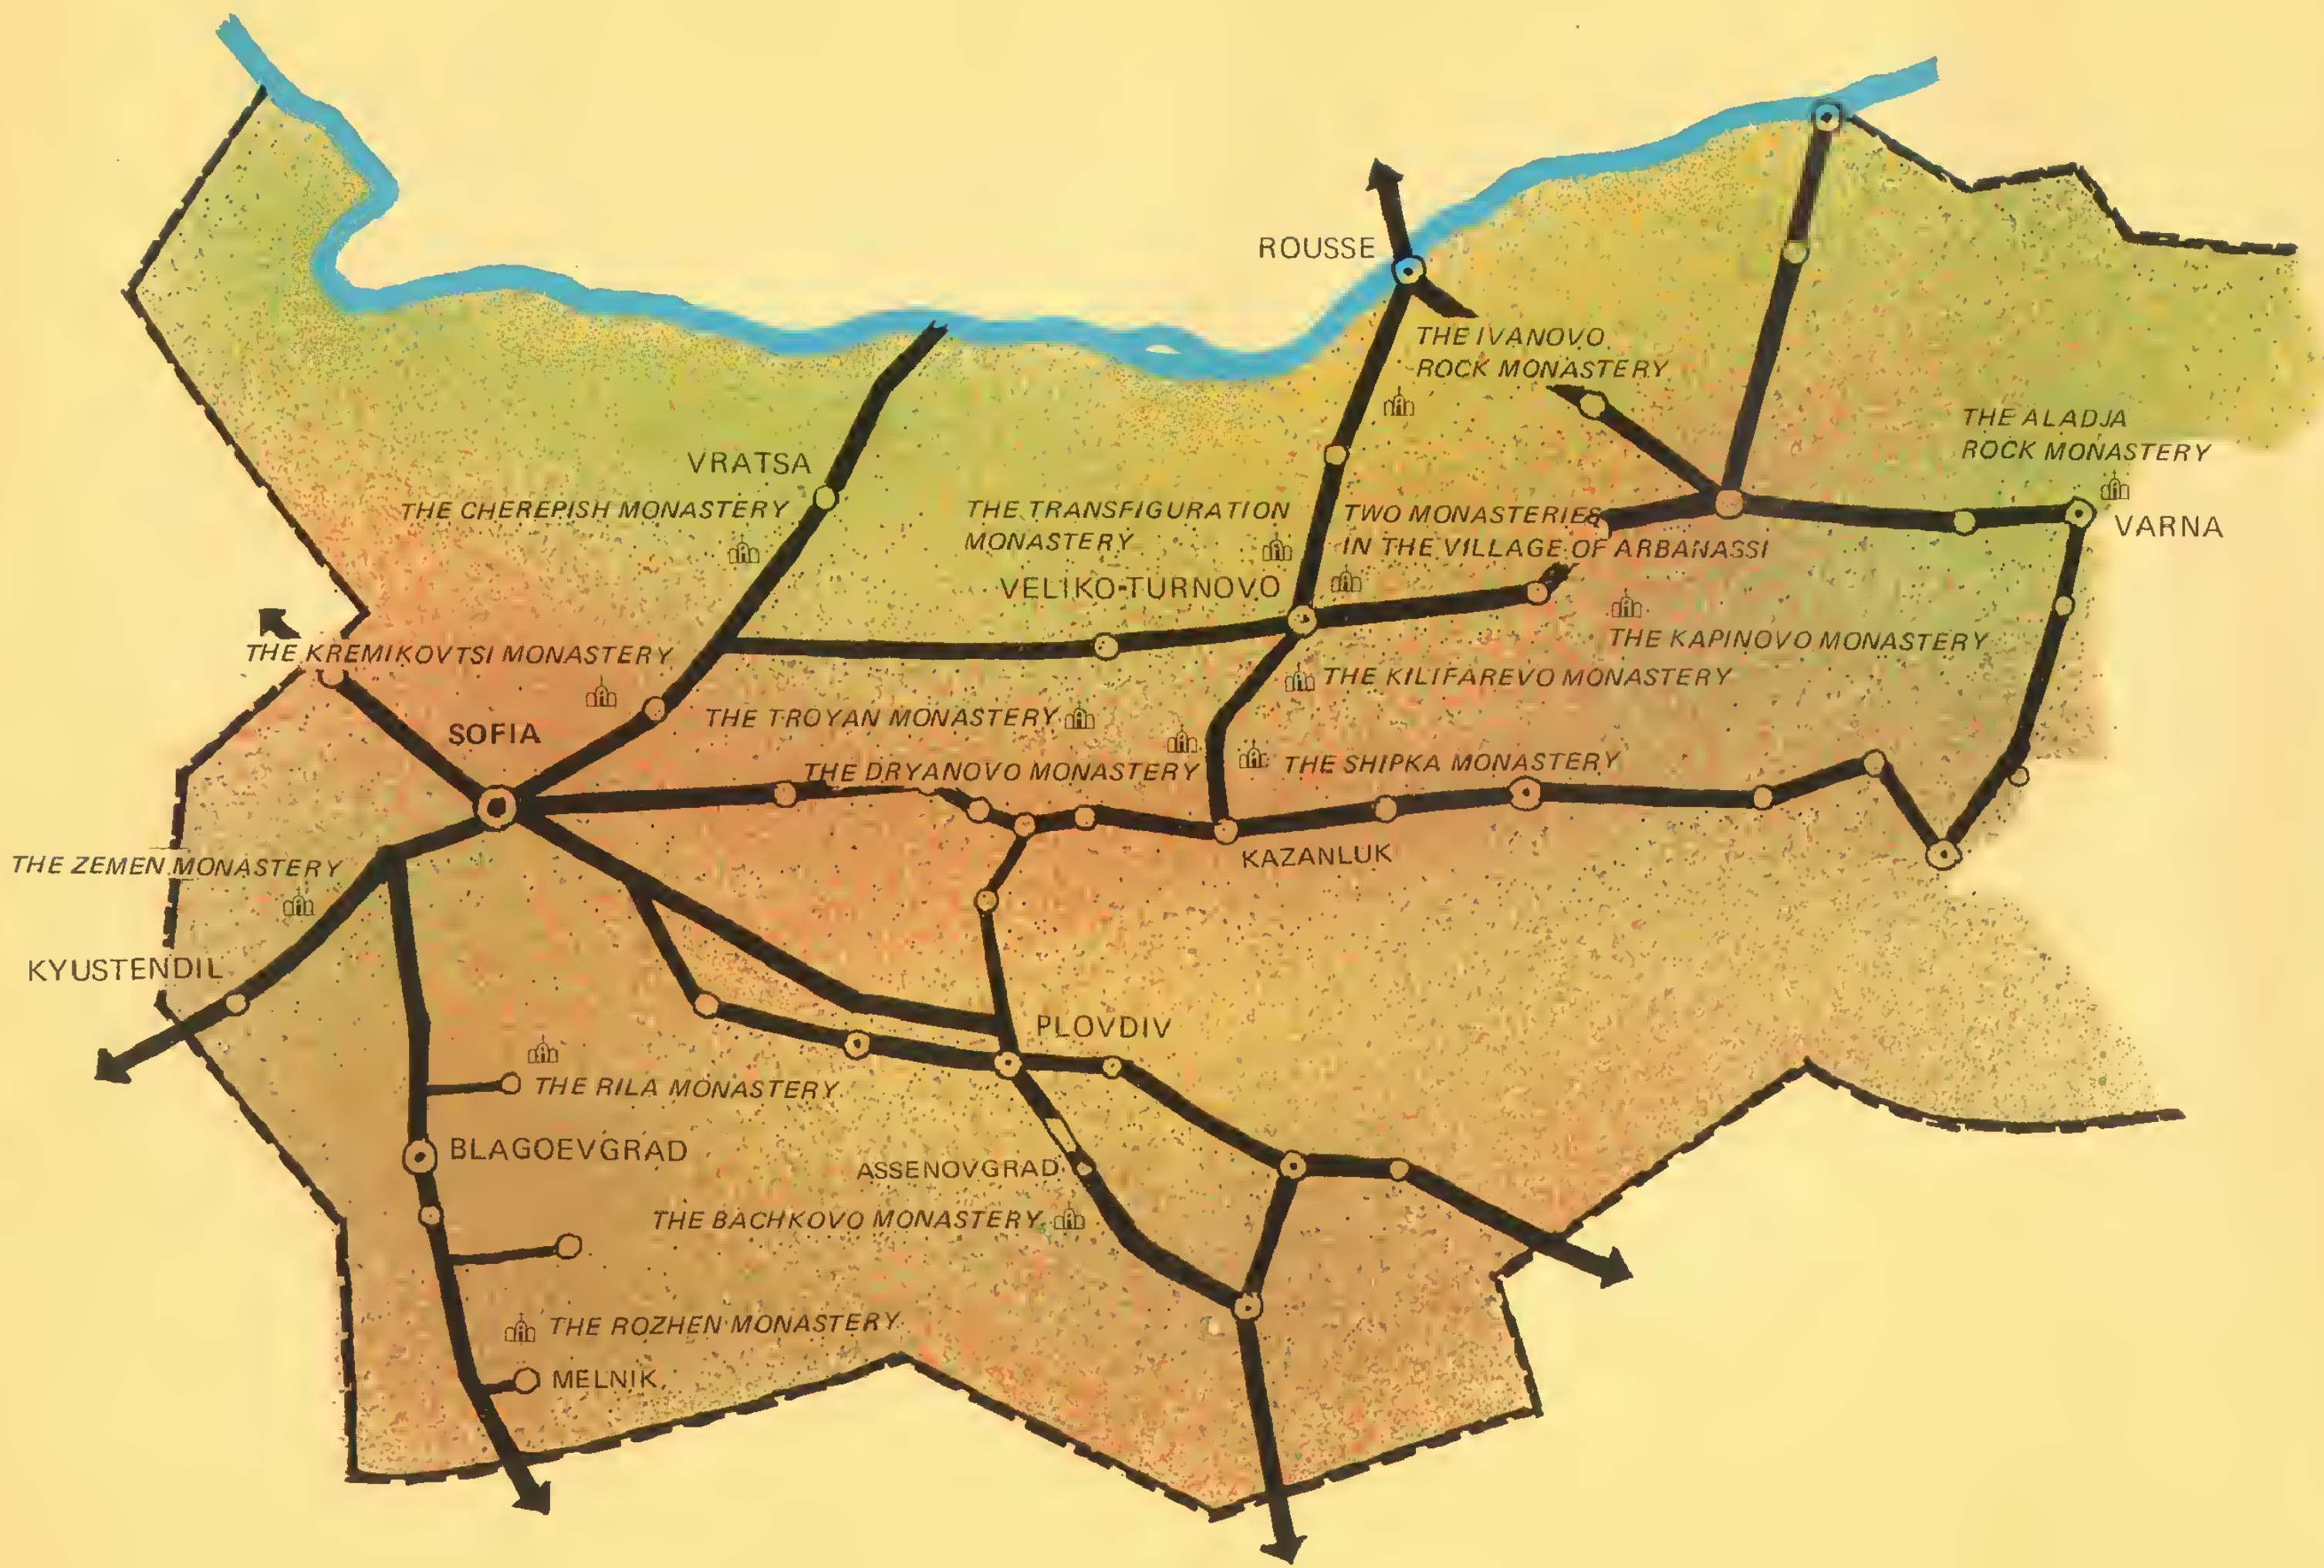 ROUSSE
THE IVANOVO
ROCK MONASTERY
THE ALADJA
ROCK MONASTERY
VRATSA
THE CHEREPISH MONASTERY
THE TRANSFIGURATION
MONASTERY
TWO MONASTERIES
IN THE VILLAGE OF ARBANASSI
VARNA
VELIKO-TURNOVO
THE KREMIKOVTSI MONASTERY
THE KAPINOVO MONASTERY
THE KILIFAREVO MONASTERY
SOFIA
THE TROYAN MONASTERY
THE DRYANOVO MONASTERY
THE SHIPKA MONASTERY
KAZANLUK
THE ZEMEN MONASTERY
KYUSTENDIL
PLOVDIV
THE RILA MONASTERY
BLAGOEVGRAD
ASSENOVGRAD
THE BACHKOVO MONASTERY
THE ROZHEN MONASTERY
MELNIK